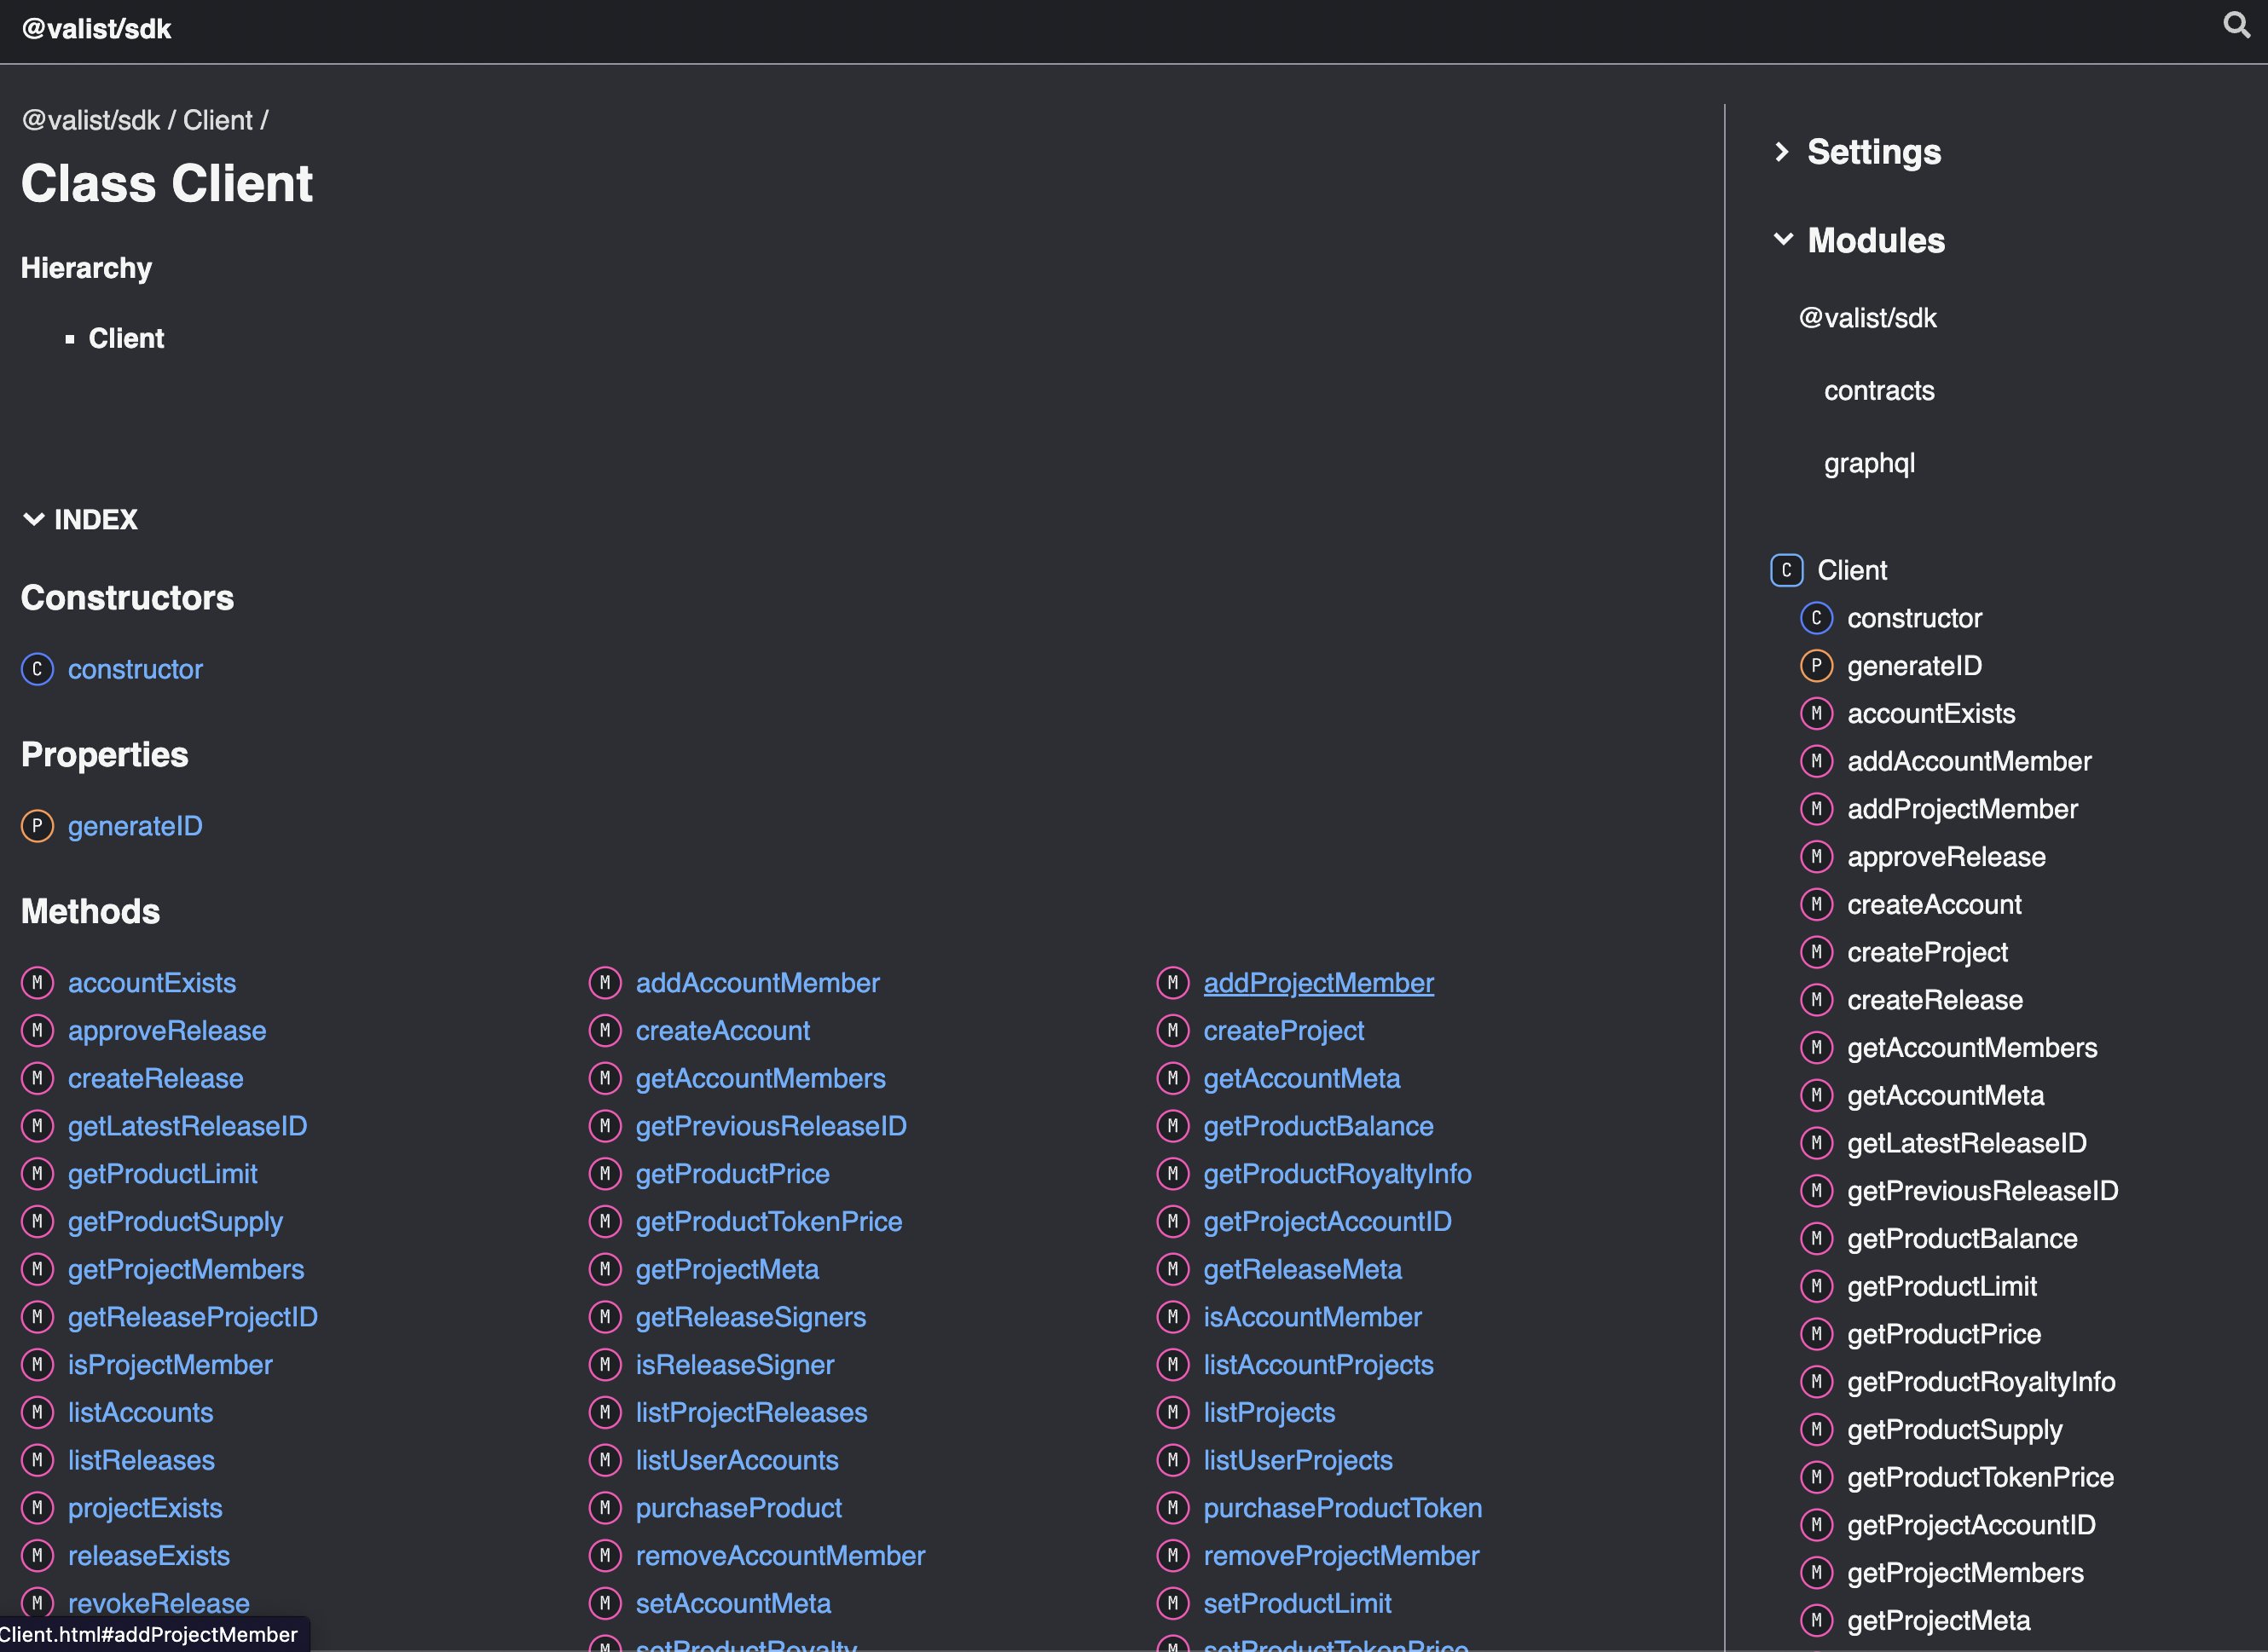 @valist/sdk
@valist/sdk / Client /
Class Client
Hierarchy
Client
INDEX
Constructors
C constructor
Properties
P generateID
Methods
M accountExists M addAccountMember M addProjectMember
M approveRelease M createAccount M createProject
M createRelease M getAccountMembers M getAccountMeta
M getLatestReleaseID M getPreviousReleaseID M getProductBalance
M getProductLimit M getProductPrice M getProductRoyaltyInfo
M getProductSupply M getProductTokenPrice M getProjectAccountID
M getProjectMembers M getProjectMeta M getReleaseMeta
M getReleaseProjectID M getReleaseSigners M isAccountMember
M isProjectMember M isReleaseSigner M listAccountProjects
M listAccounts M listProjectReleases M listProjects
M listReleases M listUserAccounts M listUserProjects
M projectExists M purchaseProduct M purchaseProductToken
M releaseExists M removeAccountMember M removeProjectMember
M revokeRelease M setAccountMeta M setProductLimit
M setProductRoyalty M setProductTokenPrice
Client.html#addProjectMember
Settings
Modules
@valist/sdk
contracts
graphql
C Client
C constructor
P generateID
M accountExists
M addAccountMember
M addProjectMember
M approveRelease
M createAccount
M createProject
M createRelease
M getAccountMembers
M getAccountMeta
M getLatestReleaseID
M getPreviousReleaseID
M getProductBalance
M getProductLimit
M getProductPrice
M getProductRoyaltyInfo
M getProductSupply
M getProductTokenPrice
M getProjectAccountID
M getProjectMembers
M getProjectMeta